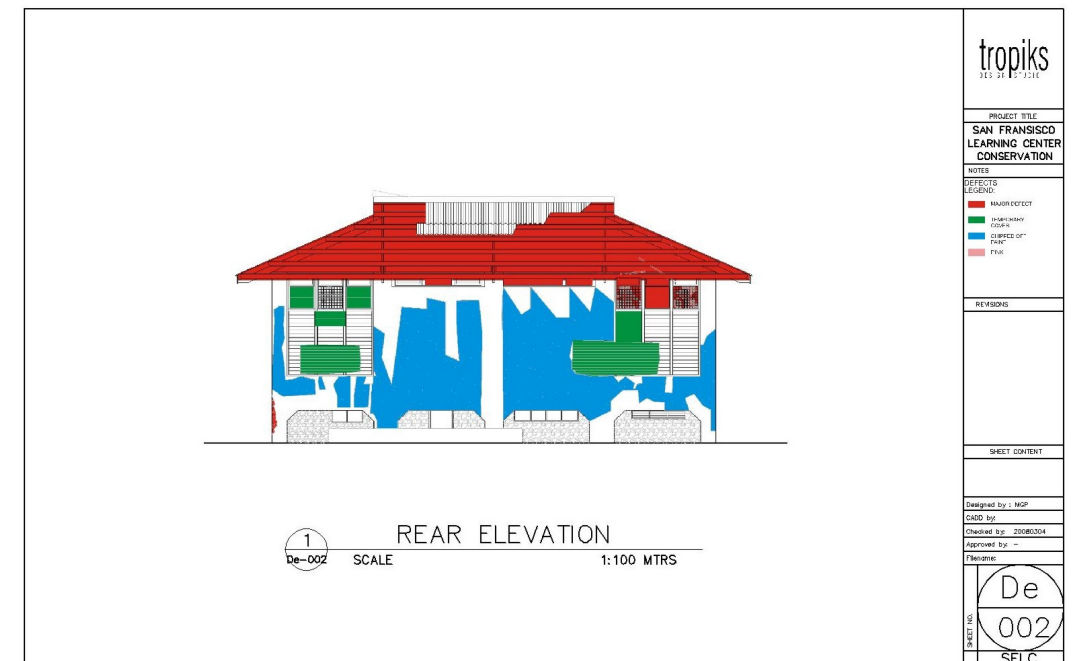 tropiks
DESIGN STUDIO
PROJECT TITLE
SAN FRANSISCO
LEARNING CENTER
CONSERVATION
NOTES
DEFECTS
LEGEND:
MAJOR DEFECT
TEMPORARY
COVER
CHIPPED OFF
PAINT
PINK
REVISIONS
SHEET CONTENT
Designed by : MGP
CADD by:
Checked by: 20080304
Approved by: -
Filename:
SHEET NO.
De
002
SFLC
1
De-002
REAR ELEVATION
SCALE
1:100 MTRS